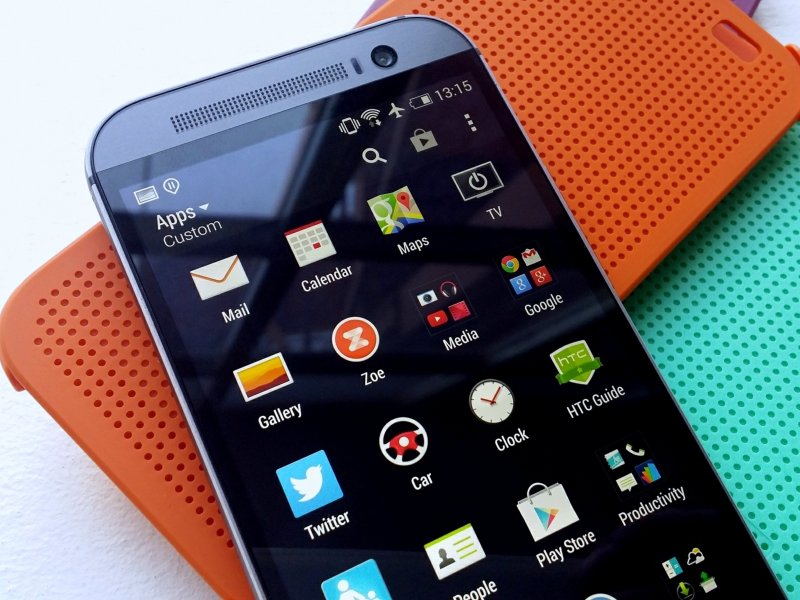 13:15
Apps
Custom
Mail
Calendar
Maps
TV
Gallery
Zoe
Media
Google
Twitter
Car
Clock
hTC
HTC Guide
People
Play Store
Productivity